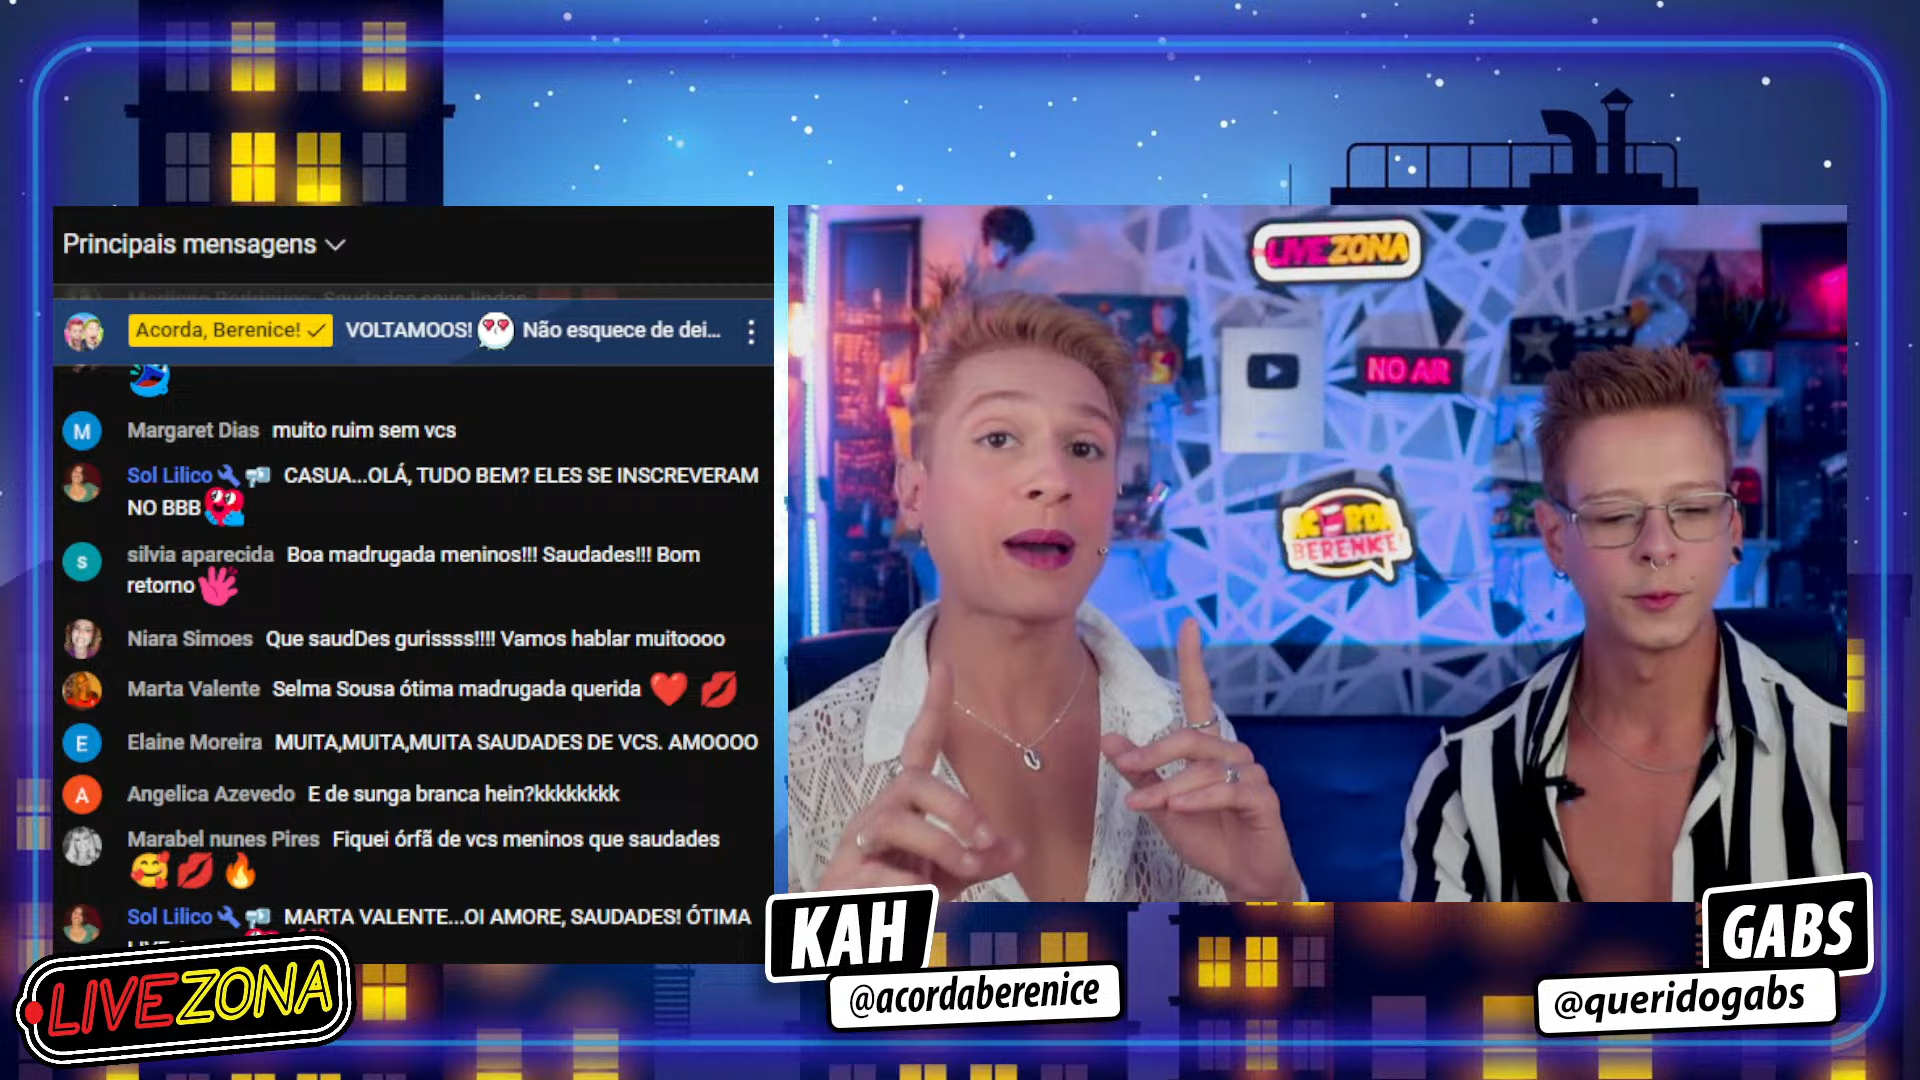 Principais mensagens
Acorda, Berenice! VOLTAMOOS! Não esquece de dei...
Margaret Dias muito ruim sem vcs
Sol Lilico CASUA...OLÁ, TUDO BEM? ELES SE INSCREVERAM
NO BBB
silvia aparecida Boa madrugada meninos!!! Saudades!!! Bom
retorno
Niara Simoes Que saudDes gurissss!!!! Vamos hablar muitoooo
Marta Valente Selma Sousa ótima madrugada querida
Elaine Moreira MUITA,MUITA,MUITA SAUDADES DE VCS. AMOOOO
Angelica Azevedo E de sunga branca hein?kkkkkkkk
Marabel nunes Pires Fiquei órfã de vcs meninos que saudades
Sol Lilico MARTA VALENTE...OI AMORE, SAUDADES! ÓTIMA
LIVEZONA
LIVEZONA
NO AR
ACORDA
BERENICE!
KAH
@acordaberenice
GABS
@queridogabs